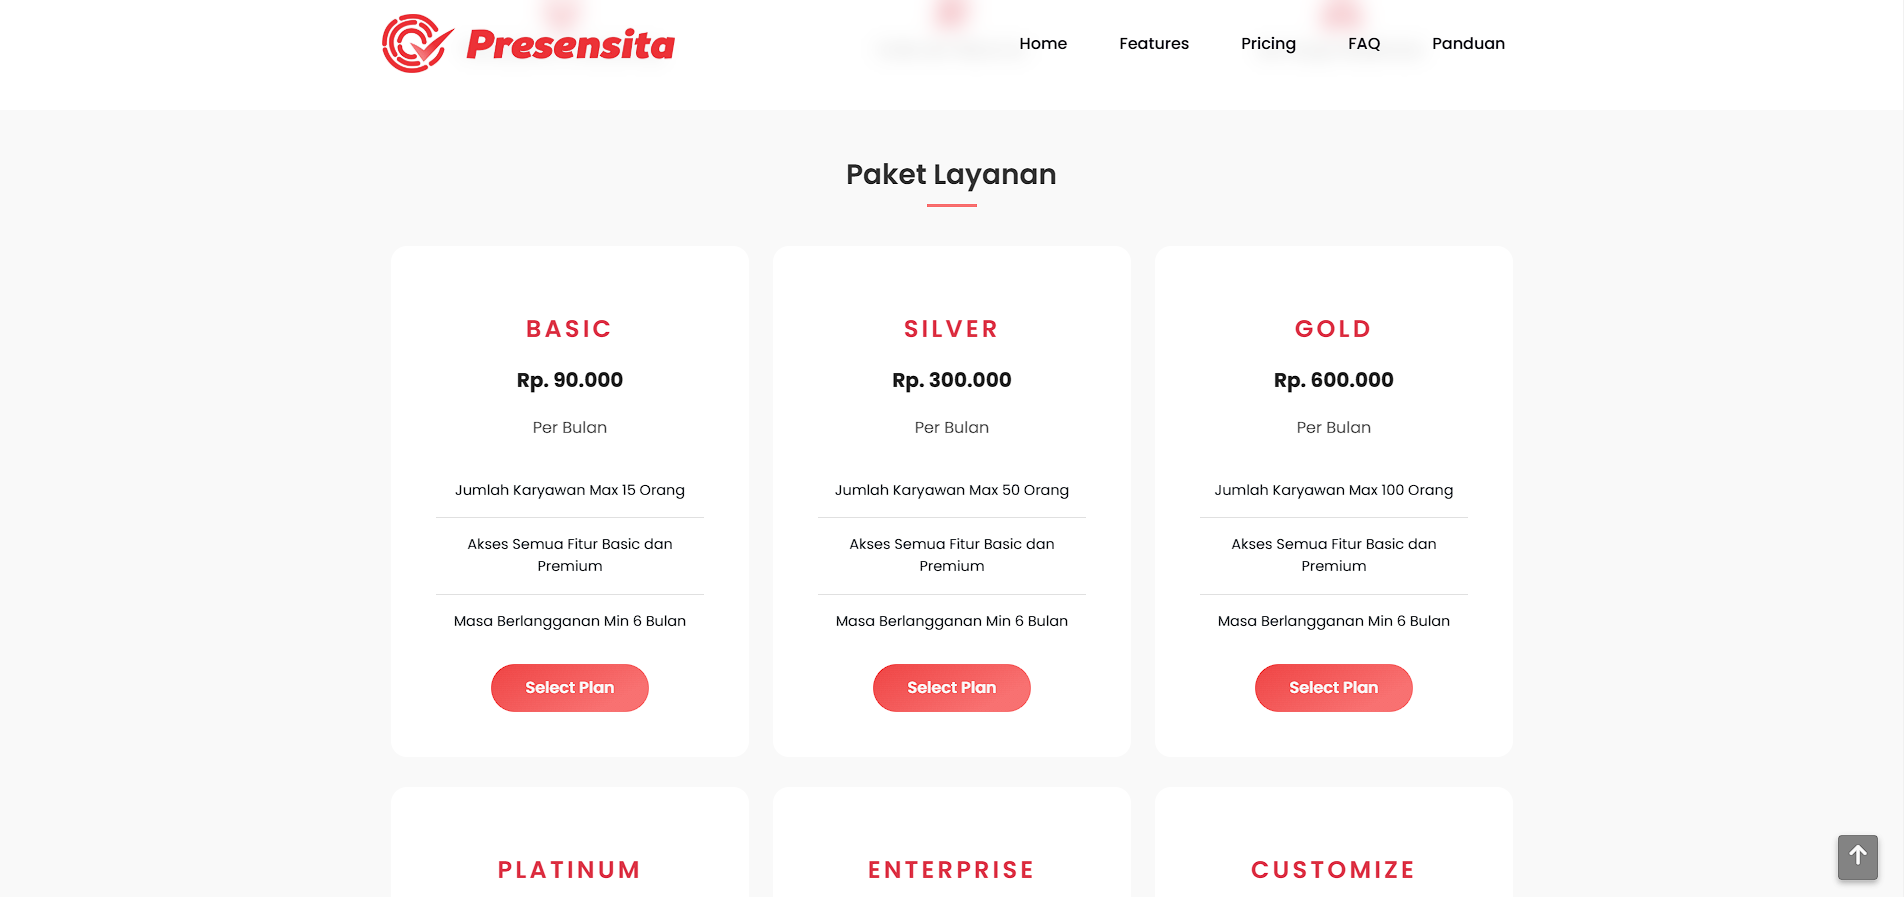 Presensita
Home
Features
Pricing
FAQ
Panduan
Paket Layanan
BASIC
Rp. 90.000
Per Bulan
Jumlah Karyawan Max 15 Orang
Akses Semua Fitur Basic dan
Premium
Masa Berlangganan Min 6 Bulan
Select Plan
SILVER
Rp. 300.000
Per Bulan
Jumlah Karyawan Max 50 Orang
Akses Semua Fitur Basic dan
Premium
Masa Berlangganan Min 6 Bulan
Select Plan
GOLD
Rp. 600.000
Per Bulan
Jumlah Karyawan Max 100 Orang
Akses Semua Fitur Basic dan
Premium
Masa Berlangganan Min 6 Bulan
Select Plan
PLATINUM
ENTERPRISE
CUSTOMIZE